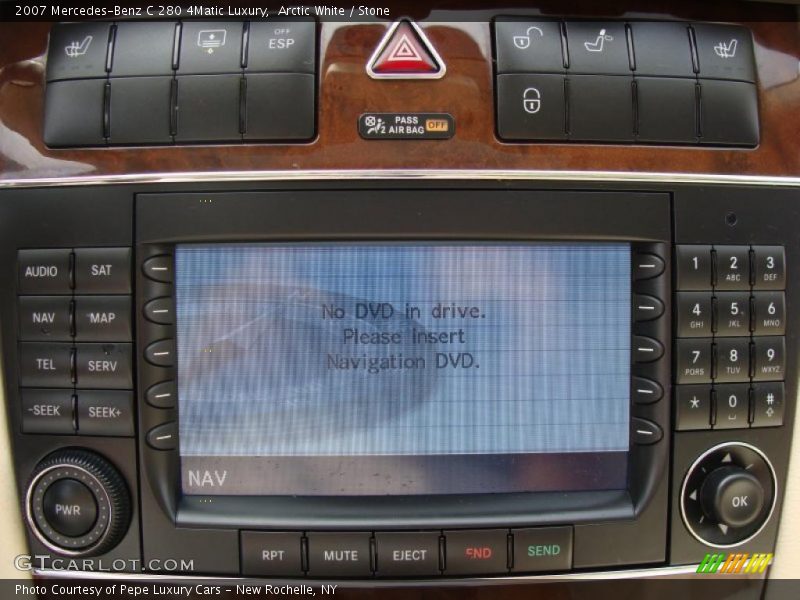 2007 Mercedes-Benz C 280 4Matic Luxury, Arctic White / Stone
OFF
ESP
PASS
2 AIR BAG OFF
AUDIO SAT
NAV MAP
TEL SERV
-SEEK SEEK+
PWR
No DVD in drive.
Please insert
Navigation DVD.
NAV
1 2 ABC 3 DEF
4 GHI 5 JKL 6 MNO
7 PQRS 8 TUV 9 WXYZ
* 0 #
OK
RPT MUTE EJECT END SEND
GTCARLOT.COM
Photo Courtesy of Pepe Luxury Cars - New Rochelle, NY